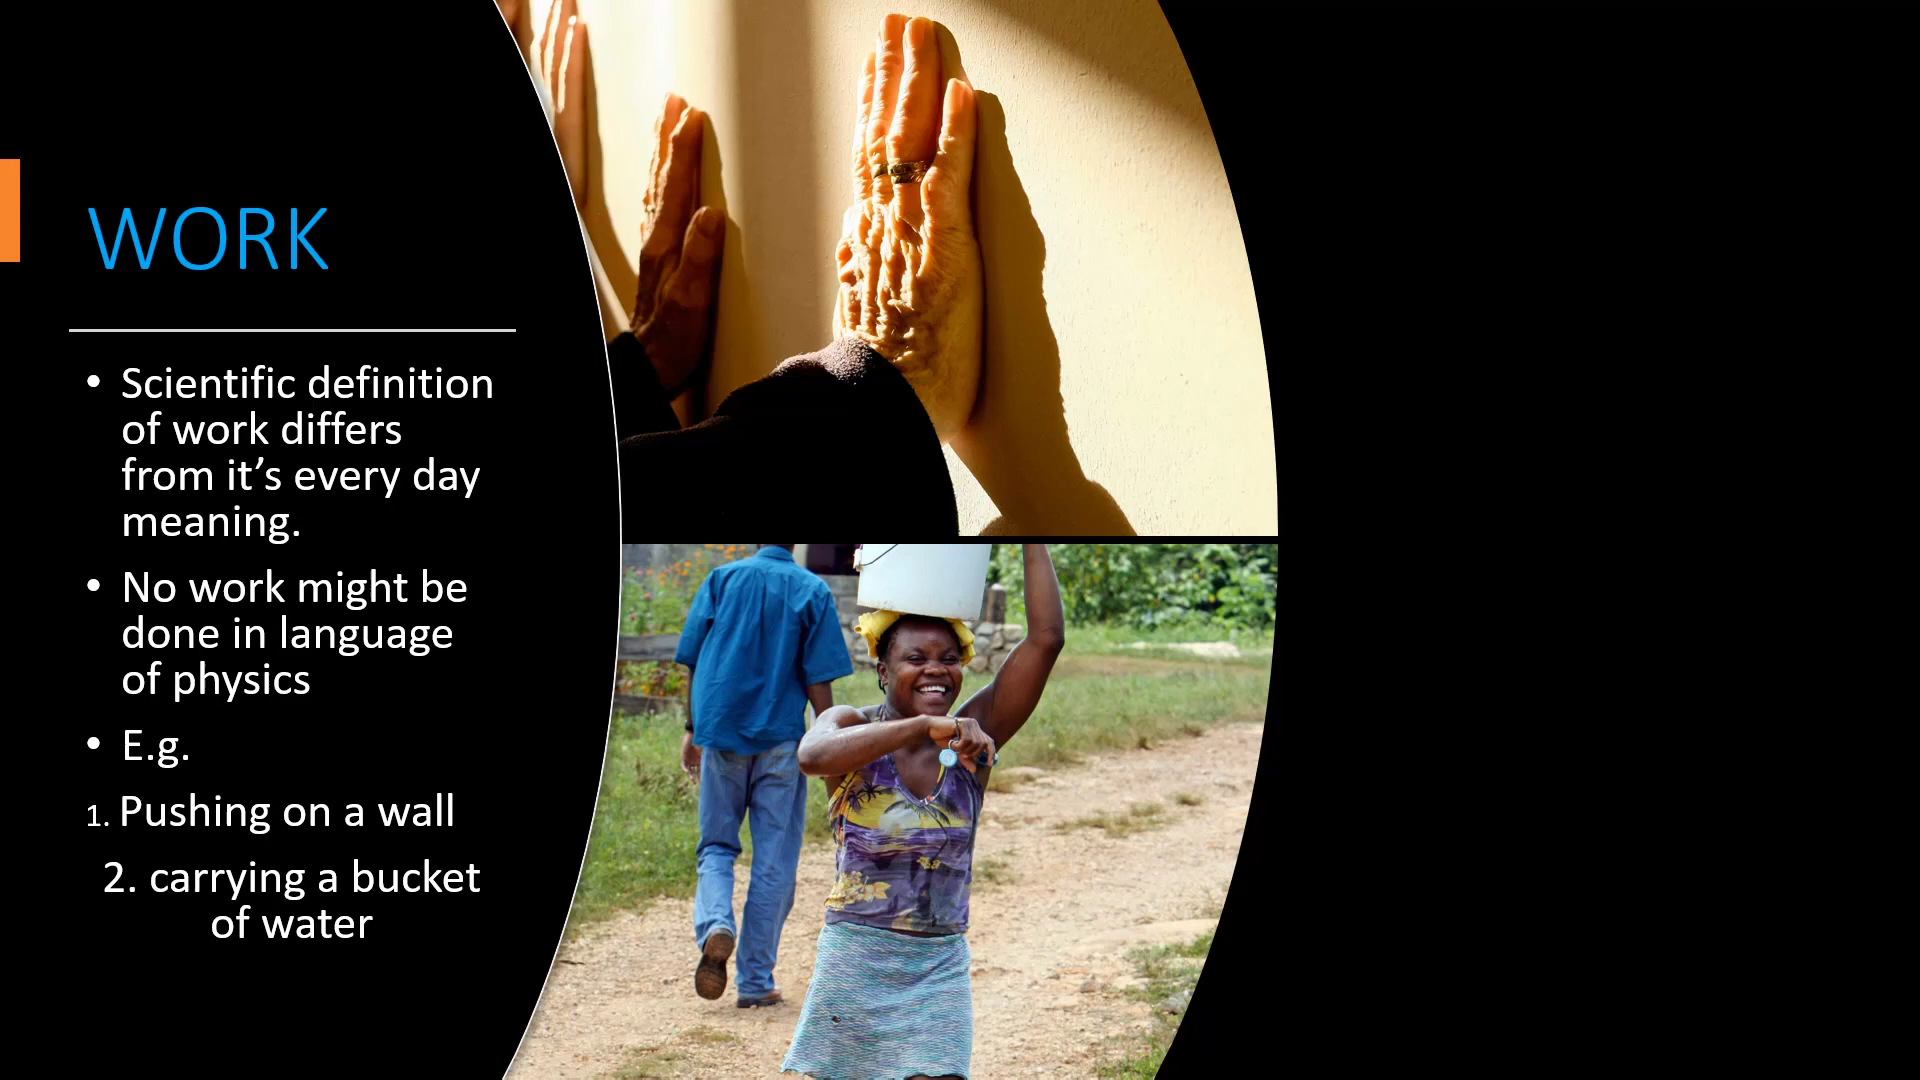 WORK
• Scientific definition
of work differs
from it’s every day
meaning.
• No work might be
done in language
of physics
• E.g.
1. Pushing on a wall
2. carrying a bucket
of water